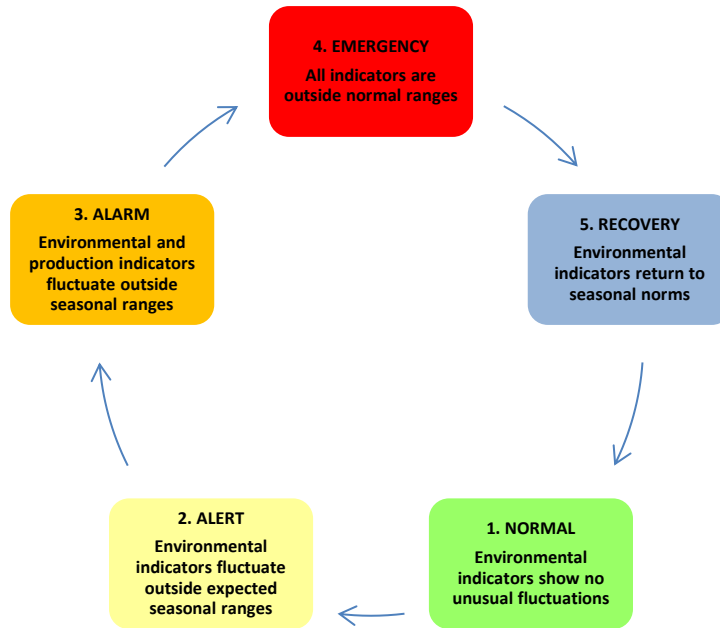 4. EMERGENCY
All indicators are
outside normal ranges
3. ALARM
Environmental and
production indicators
fluctuate outside
seasonal ranges
5. RECOVERY
Environmental
indicators return to
seasonal norms
2. ALERT
Environmental
indicators fluctuate
outside expected
seasonal ranges
1. NORMAL
Environmental
indicators show no
unusual fluctuations